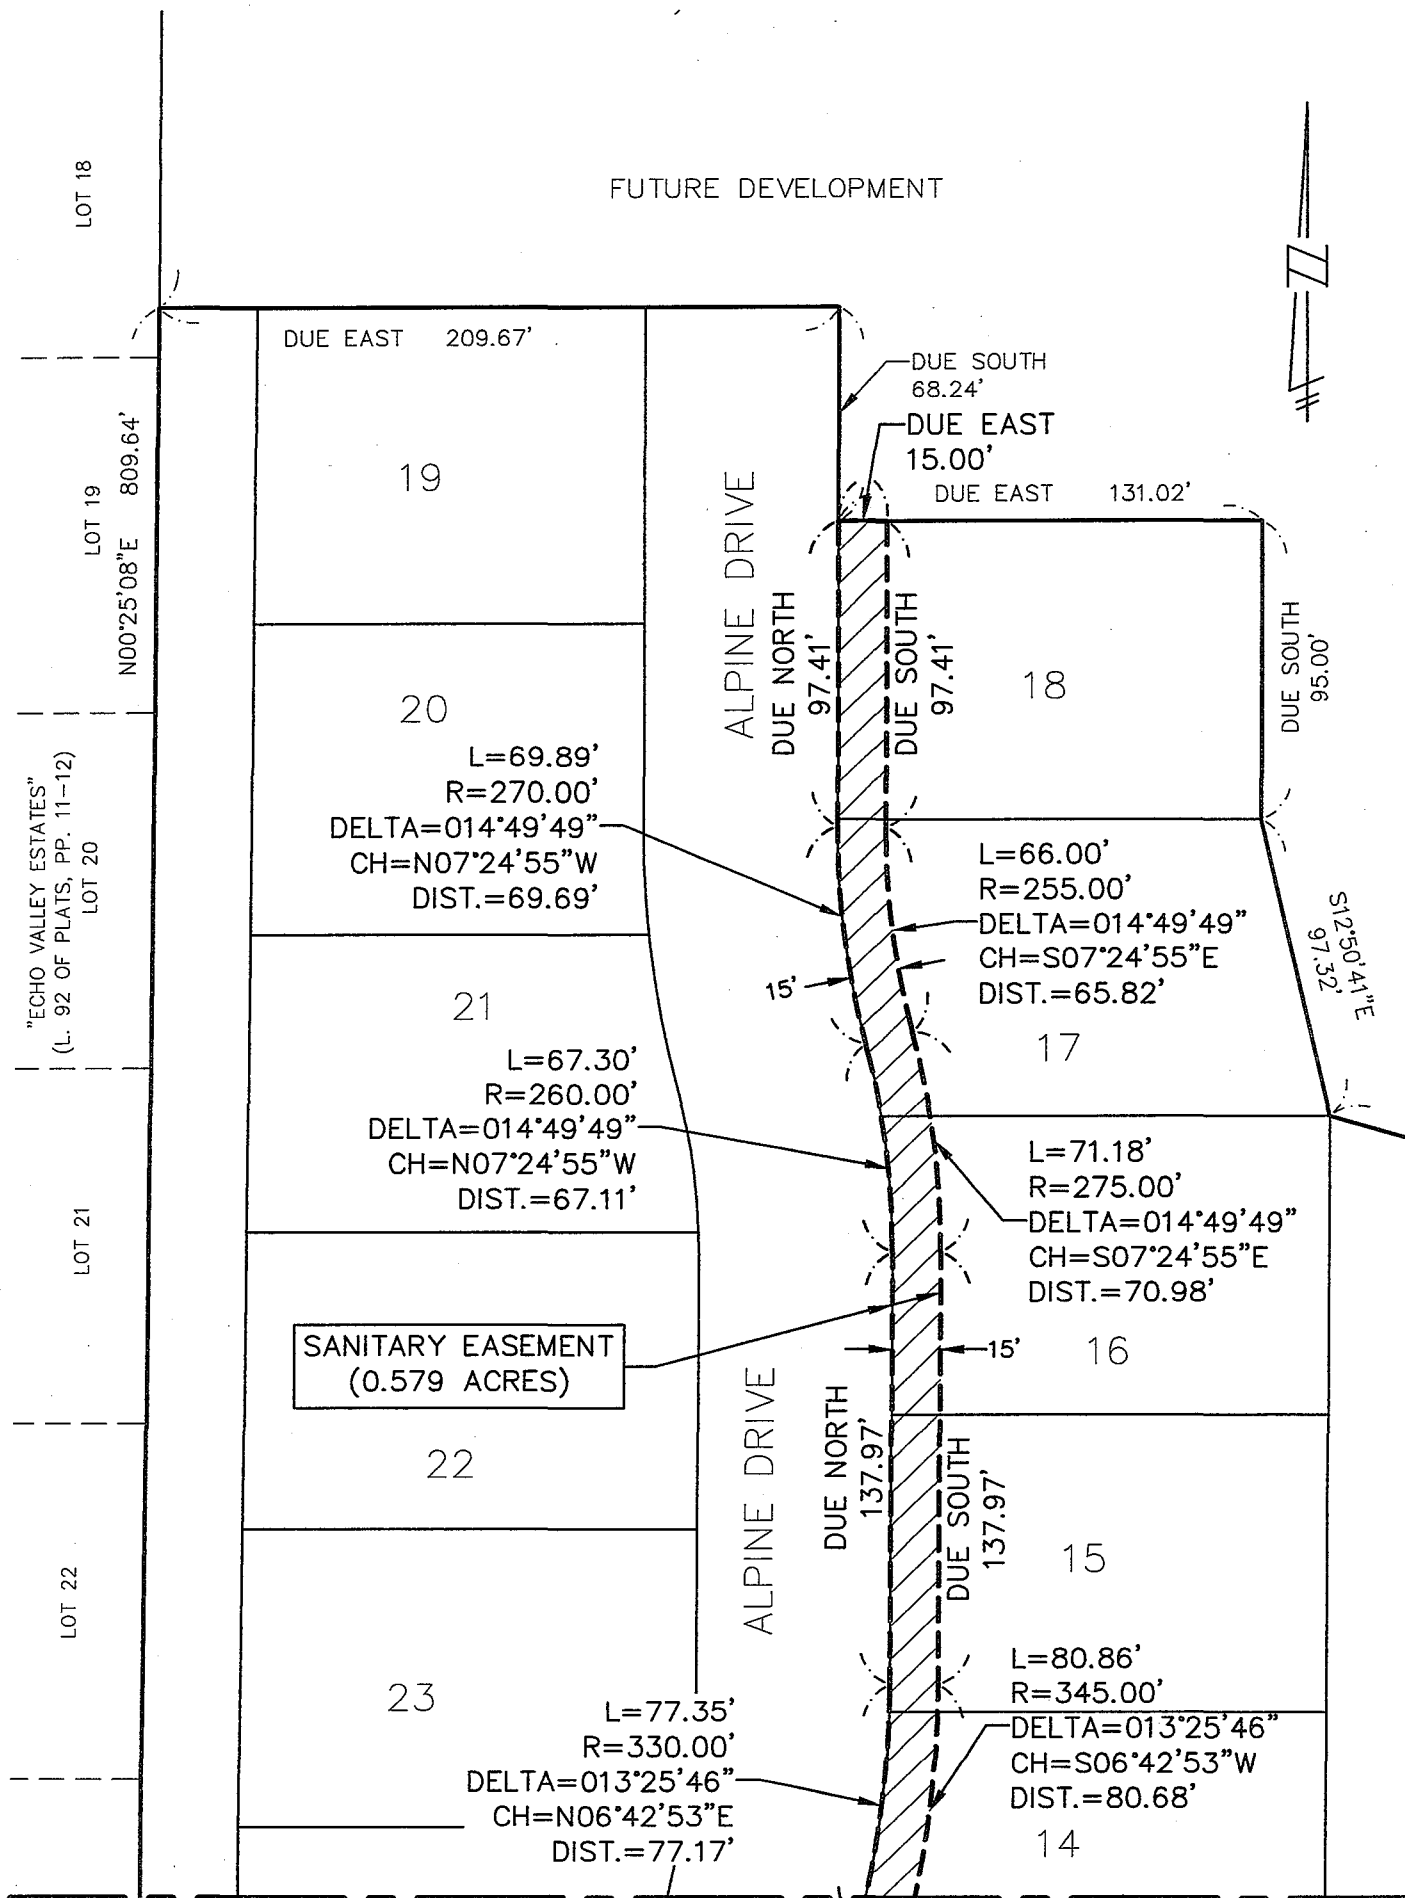 FUTURE DEVELOPMENT
LOT 18
DUE EAST 209.67'
DUE SOUTH
68.24'
DUE EAST
15.00'
DUE EAST 131.02'
LOT 19
N00°25'08"E 809.64'
19
ALPINE DRIVE
DUE NORTH
97.41'
DUE SOUTH
97.41'
18
DUE SOUTH
95.00'
20
L=69.89'
R=270.00'
DELTA=014°49'49"
CH=N07°24'55"W
DIST.=69.69'
"ECHO VALLEY ESTATES"
(L. 92 OF PLATS, PP. 11-12)
LOT 20
L=66.00'
R=255.00'
DELTA=014°49'49"
CH=S07°24'55"E
DIST.=65.82'
S12°50'41"E
97.32'
15'
21
17
L=67.30'
R=260.00'
DELTA=014°49'49"
CH=N07°24'55"W
DIST.=67.11'
L=71.18'
R=275.00'
DELTA=014°49'49"
CH=S07°24'55"E
DIST.=70.98'
LOT 21
SANITARY EASEMENT
(0.579 ACRES)
15'
16
22
ALPINE DRIVE
DUE NORTH
137.97'
DUE SOUTH
137.97'
15
LOT 22
23
L=77.35'
R=330.00'
DELTA=013°25'46"
CH=N06°42'53"E
DIST.=77.17'
L=80.86'
R=345.00'
DELTA=013°25'46"
CH=S06°42'53"W
DIST.=80.68'
14